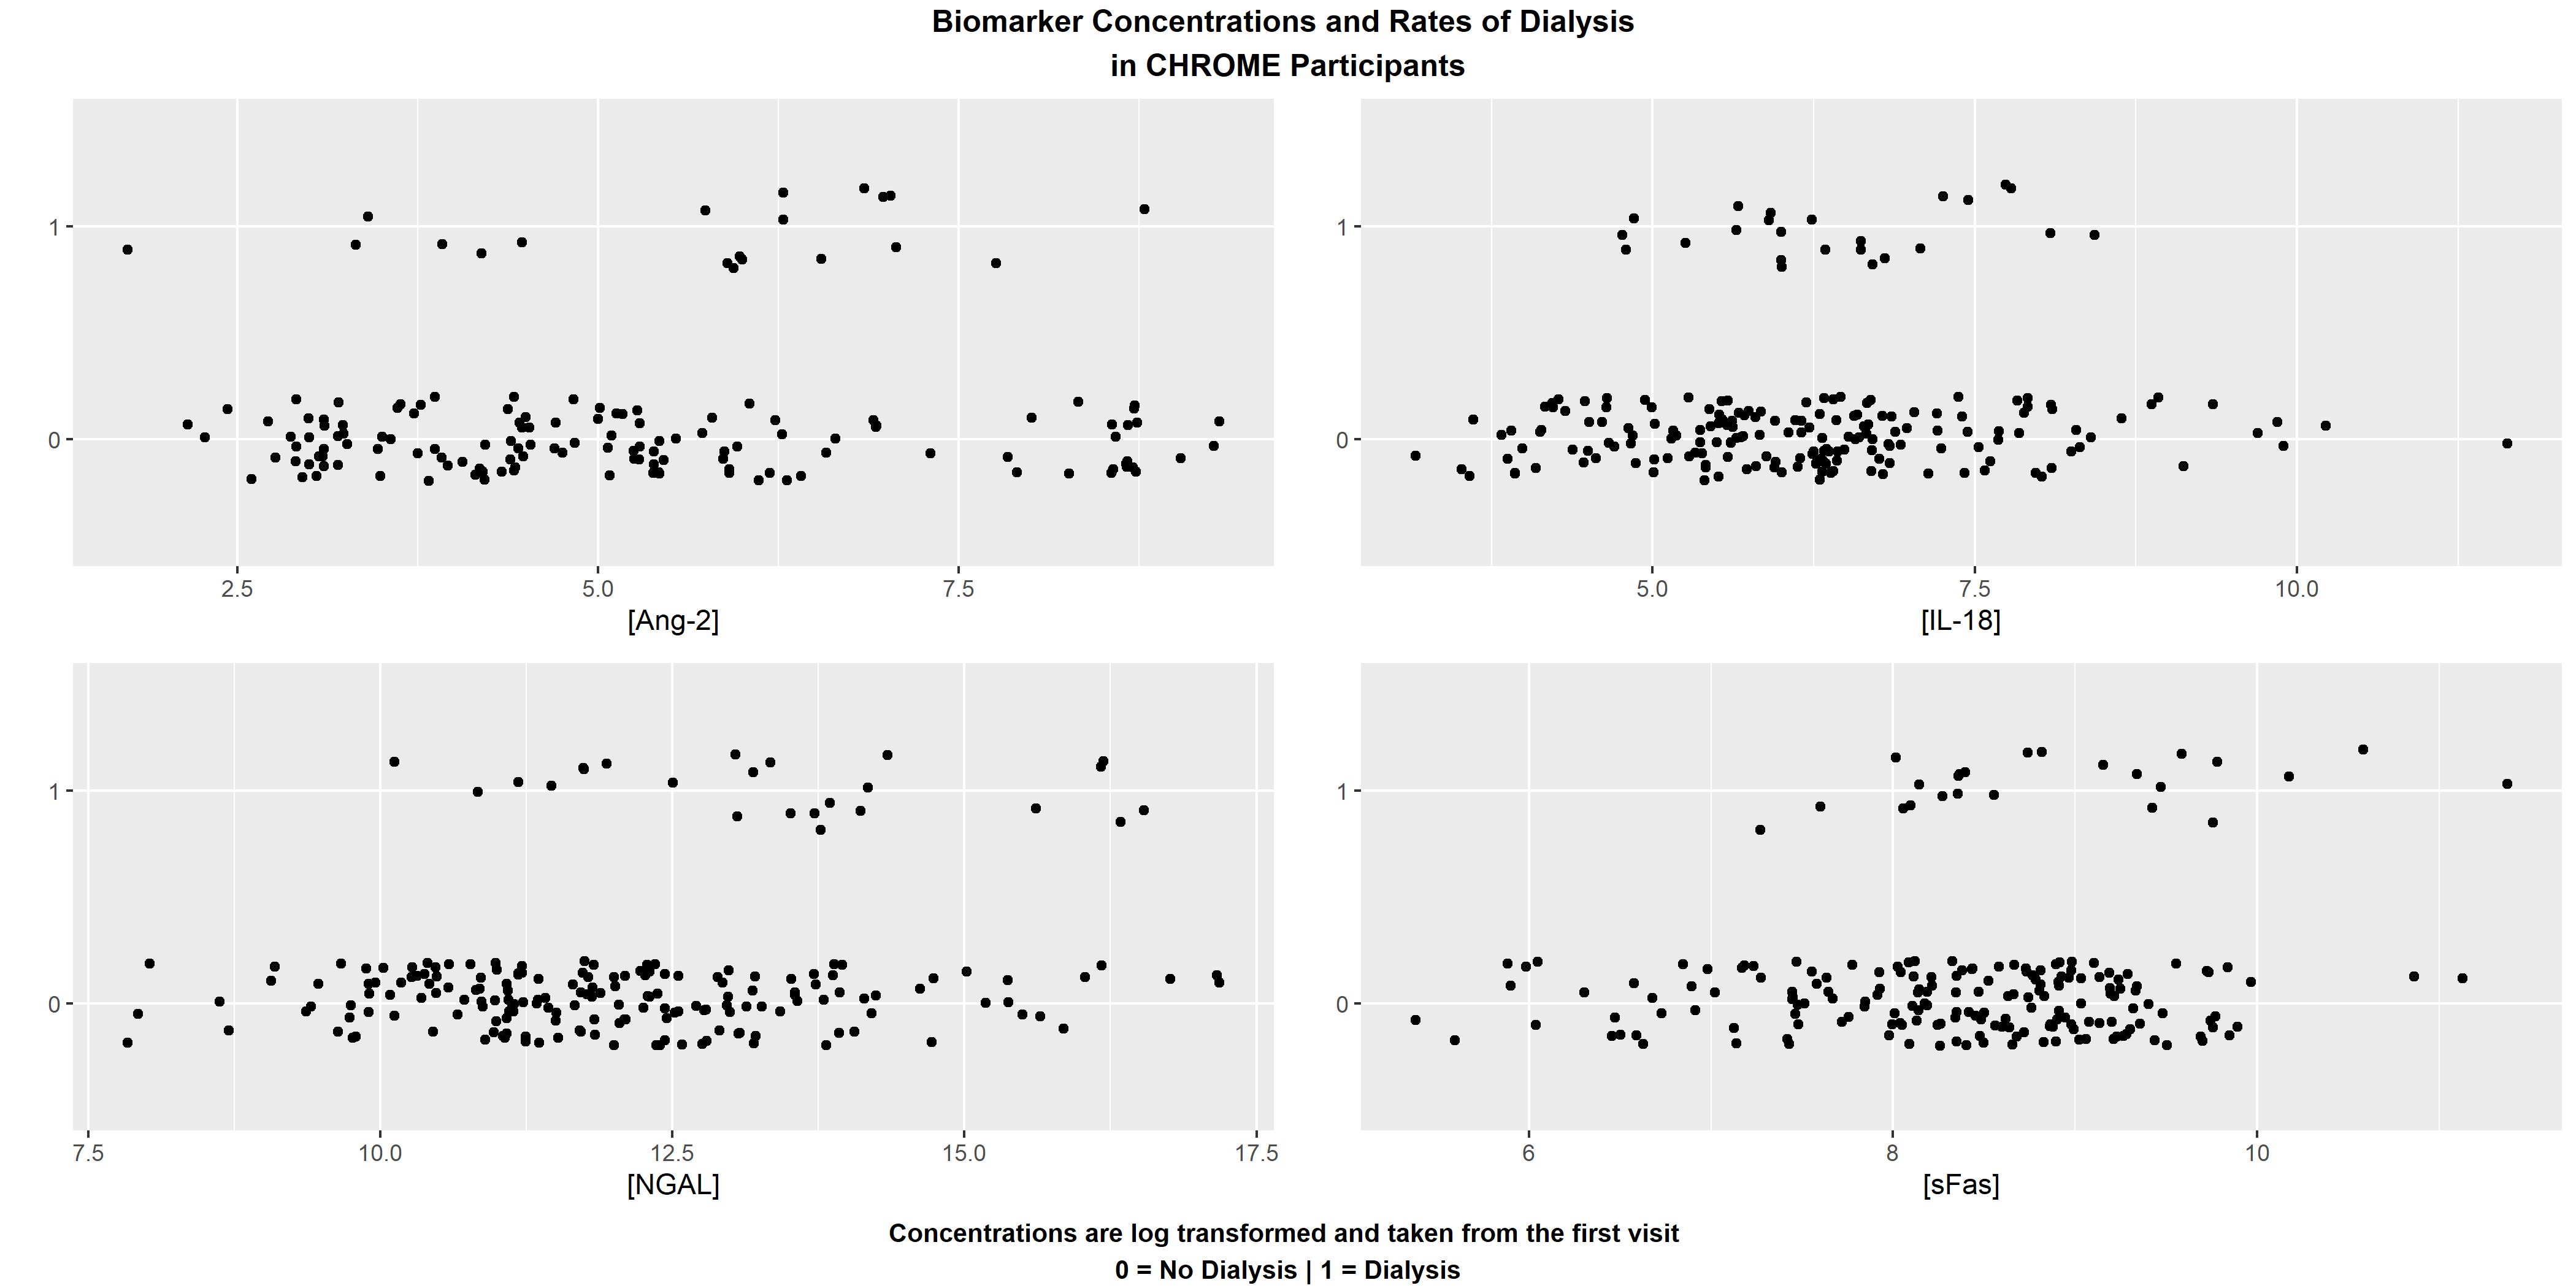 Biomarker Concentrations and Rates of Dialysis
in CHROME Participants
1
0
2.5 5.0 7.5
[Ang-2]
1
0
5.0 7.5 10.0
[IL-18]
1
0
7.5 10.0 12.5 15.0 17.5
[NGAL]
1
0
6 8 10
[sFas]
Concentrations are log transformed and taken from the first visit
0 = No Dialysis | 1 = Dialysis